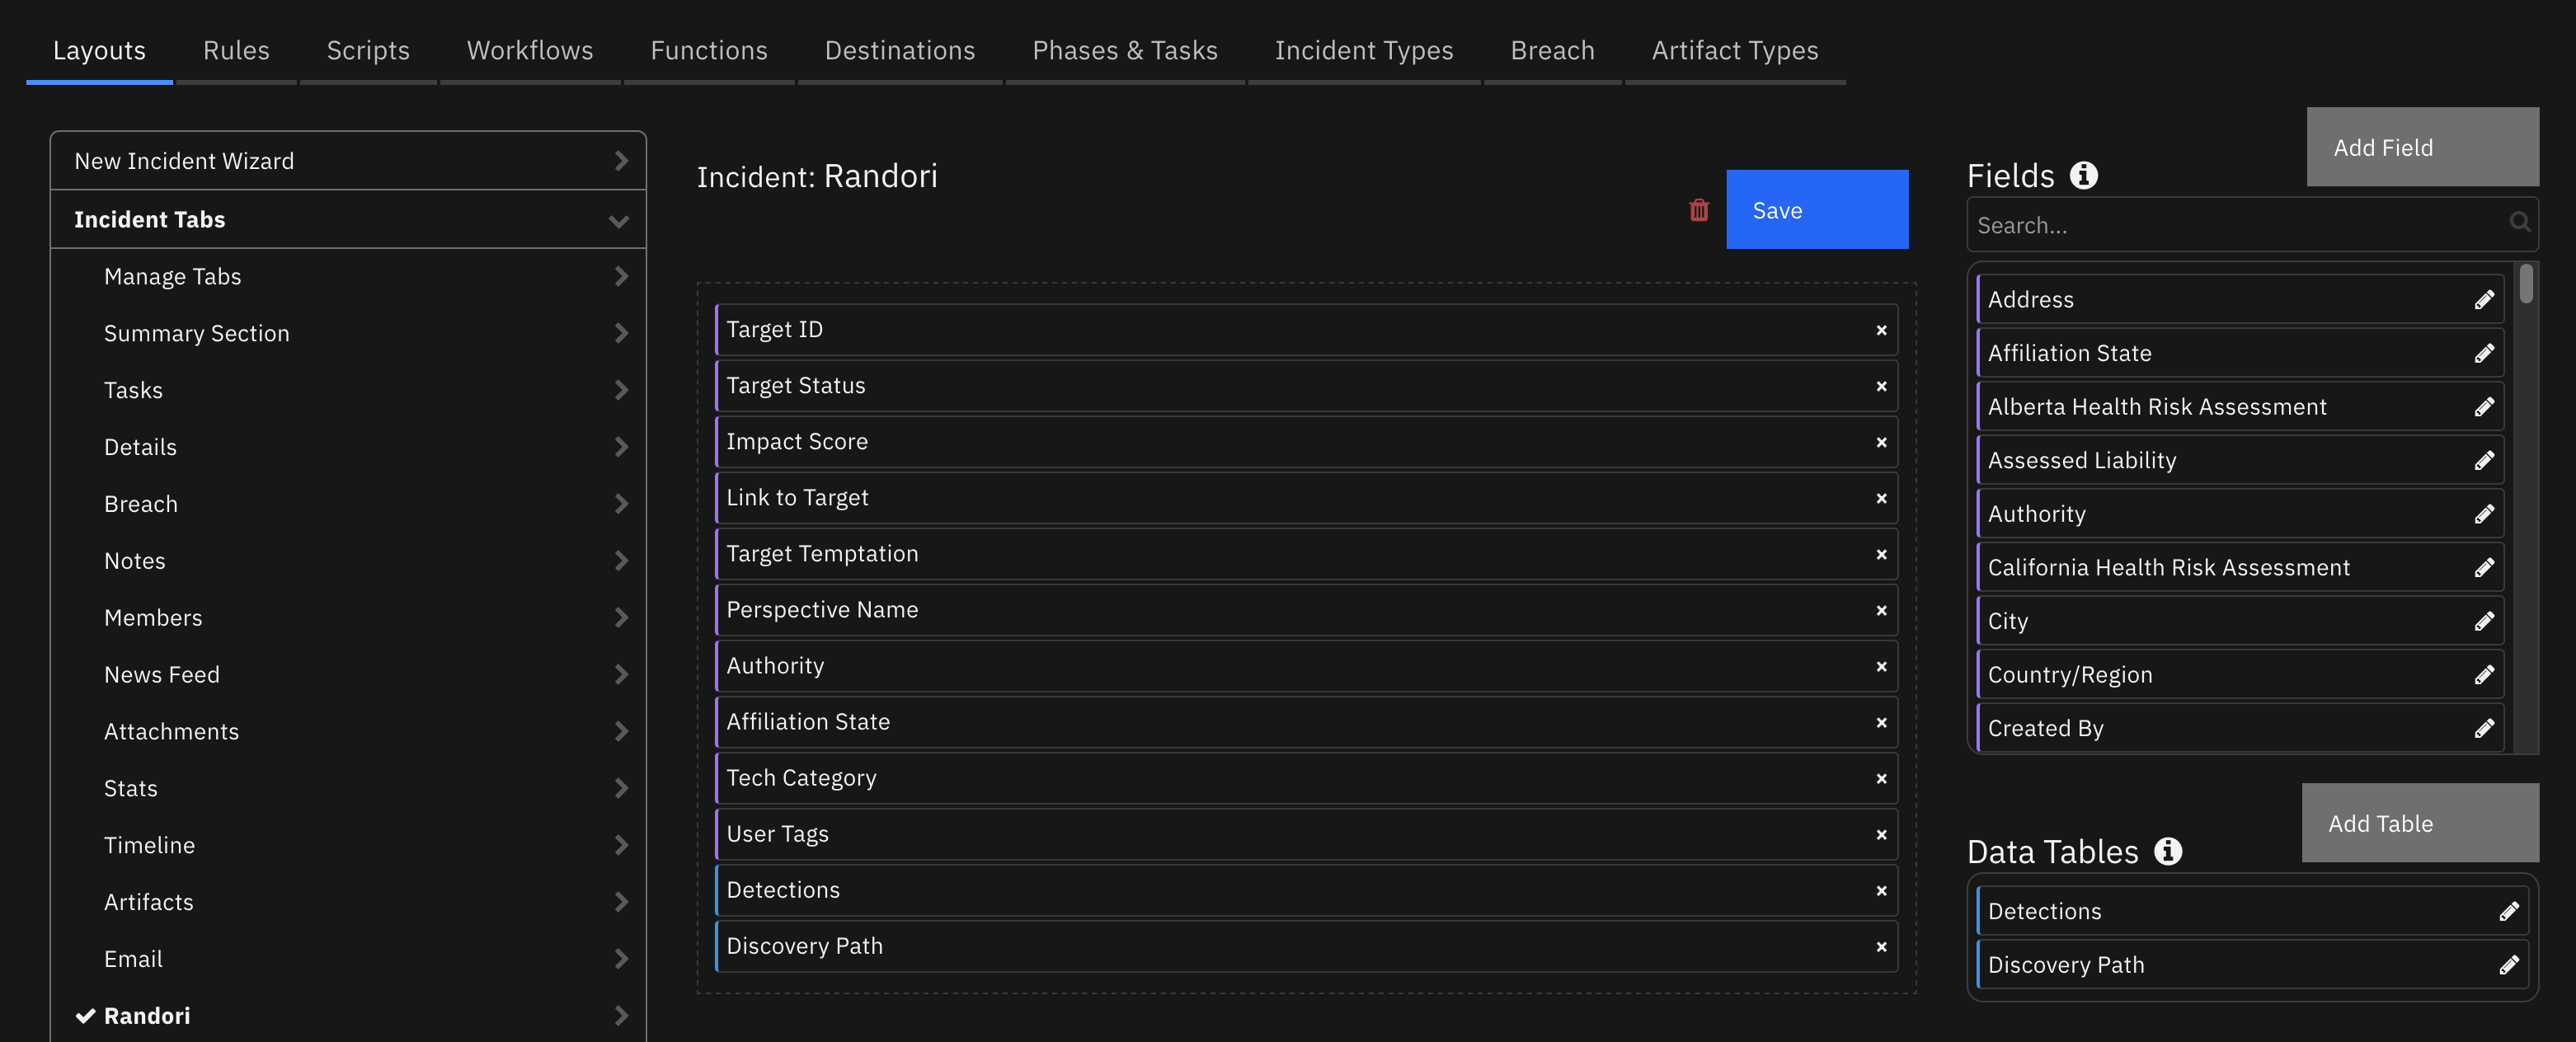 Layouts
Rules
Scripts
Workflows
Functions
Destinations
Phases & Tasks
Incident Types
Breach
Artifact Types
New Incident Wizard
Incident Tabs
Manage Tabs
Summary Section
Tasks
Details
Breach
Notes
Members
News Feed
Attachments
Stats
Timeline
Artifacts
Email
Randori
Incident: Randori
Save
Target ID
Target Status
Impact Score
Link to Target
Target Temptation
Perspective Name
Authority
Affiliation State
Tech Category
User Tags
Detections
Discovery Path
Fields
Add Field
Search...
Address
Affiliation State
Alberta Health Risk Assessment
Assessed Liability
Authority
California Health Risk Assessment
City
Country/Region
Created By
Data Tables
Add Table
Detections
Discovery Path